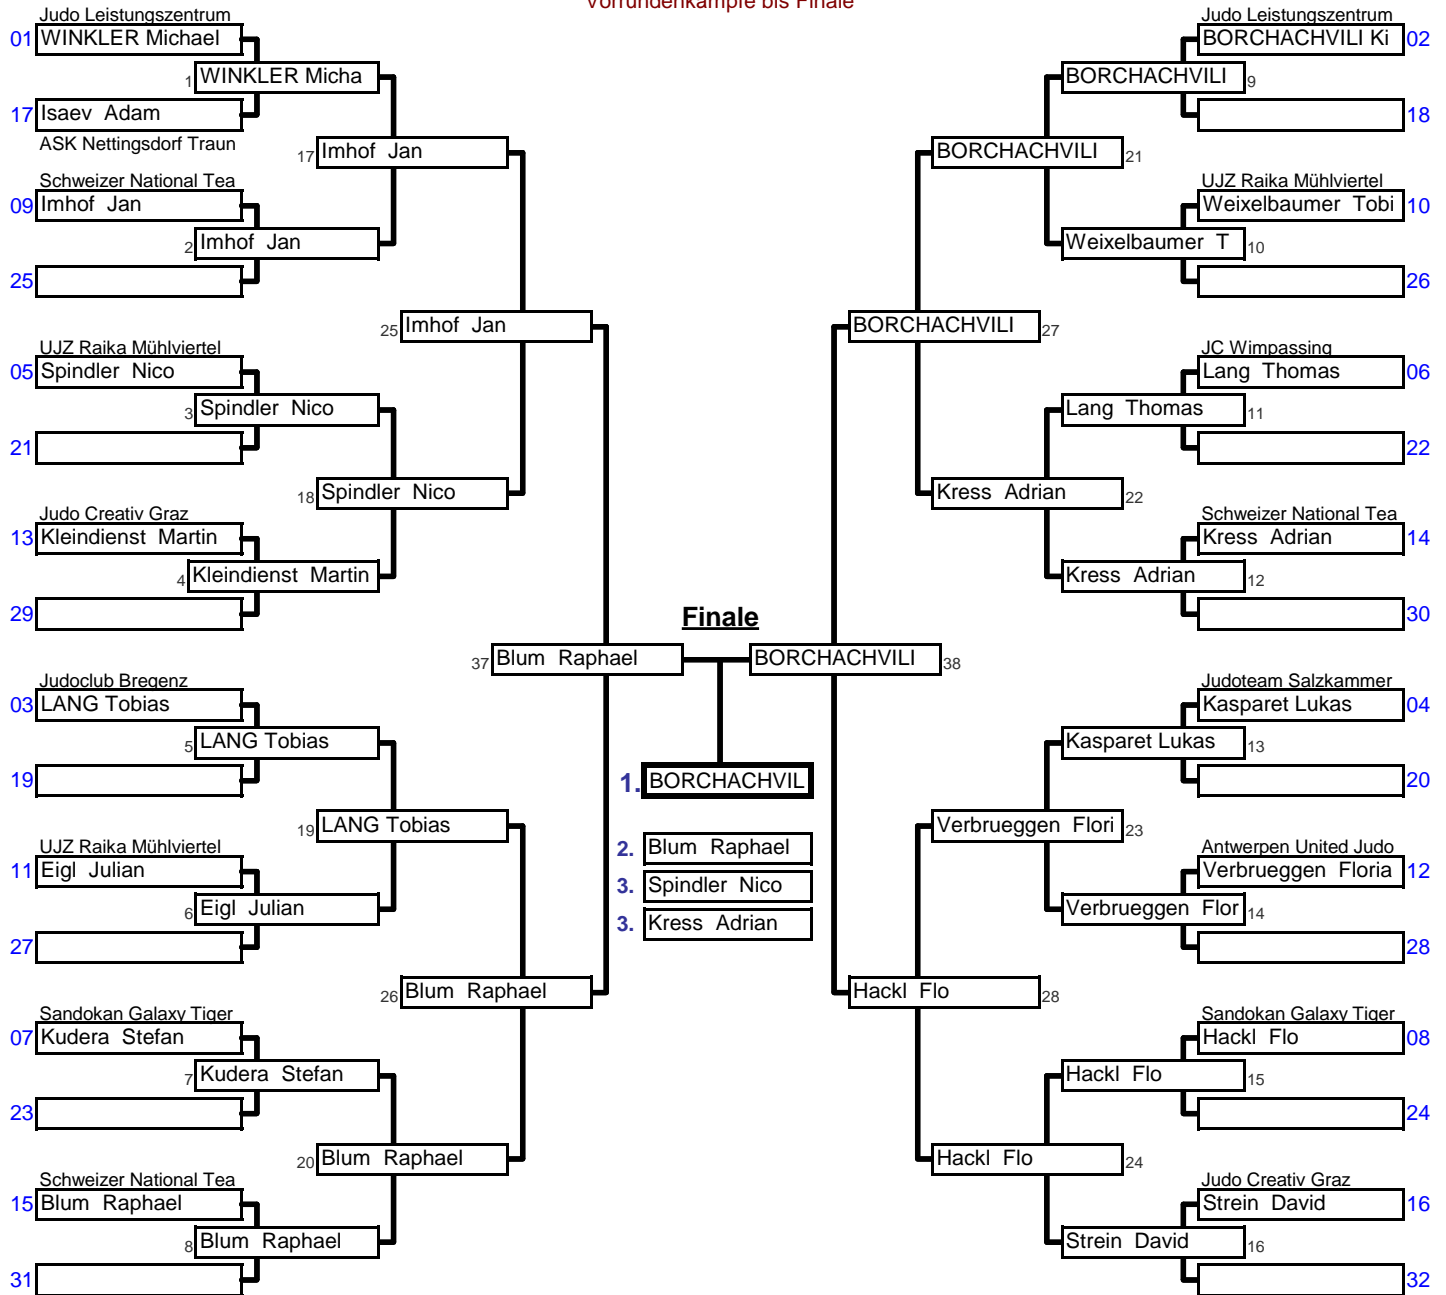 Vorrundenkämpfe bis Finale
Judo Leistungszentrum
01 WINKLER Michael
1 WINKLER Micha
17 Isaev Adam
ASK Nettingsdorf Traun
17 Imhof Jan
Schweizer National Tea
09 Imhof Jan
2 Imhof Jan
25
25 Imhof Jan
UJZ Raika Mühlviertel
05 Spindler Nico
3 Spindler Nico
21
18 Spindler Nico
Judo Creativ Graz
13 Kleindienst Martin
4 Kleindienst Martin
29
37 Blum Raphael
Judoclub Bregenz
03 LANG Tobias
5 LANG Tobias
19
19 LANG Tobias
UJZ Raika Mühlviertel
11 Eigl Julian
6 Eigl Julian
27
26 Blum Raphael
Sandokan Galaxy Tiger
07 Kudera Stefan
7 Kudera Stefan
23
20 Blum Raphael
Schweizer National Tea
15 Blum Raphael
8 Blum Raphael
31
Finale
1. BORCHACHVIL
2. Blum Raphael
3. Spindler Nico
3. Kress Adrian
Judo Leistungszentrum
BORCHACHVILI Ki 02
BORCHACHVILI 9
18
BORCHACHVILI 21
UJZ Raika Mühlviertel
Weixelbaumer Tobi 10
Weixelbaumer T 10
26
BORCHACHVILI 27
JC Wimpassing
Lang Thomas 06
Lang Thomas 11
22
Kress Adrian 22
Schweizer National Tea
Kress Adrian 14
Kress Adrian 12
30
BORCHACHVILI 38
Judoteam Salzkammer
Kasparet Lukas 04
Kasparet Lukas 13
20
Verbrueggen Flori 23
Antwerpen United Judo
Verbrueggen Floria 12
Verbrueggen Flor 14
28
Hackl Flo 28
Sandokan Galaxy Tiger
Hackl Flo 08
Hackl Flo 15
24
Hackl Flo 24
Judo Creativ Graz
Strein David 16
Strein David 16
32